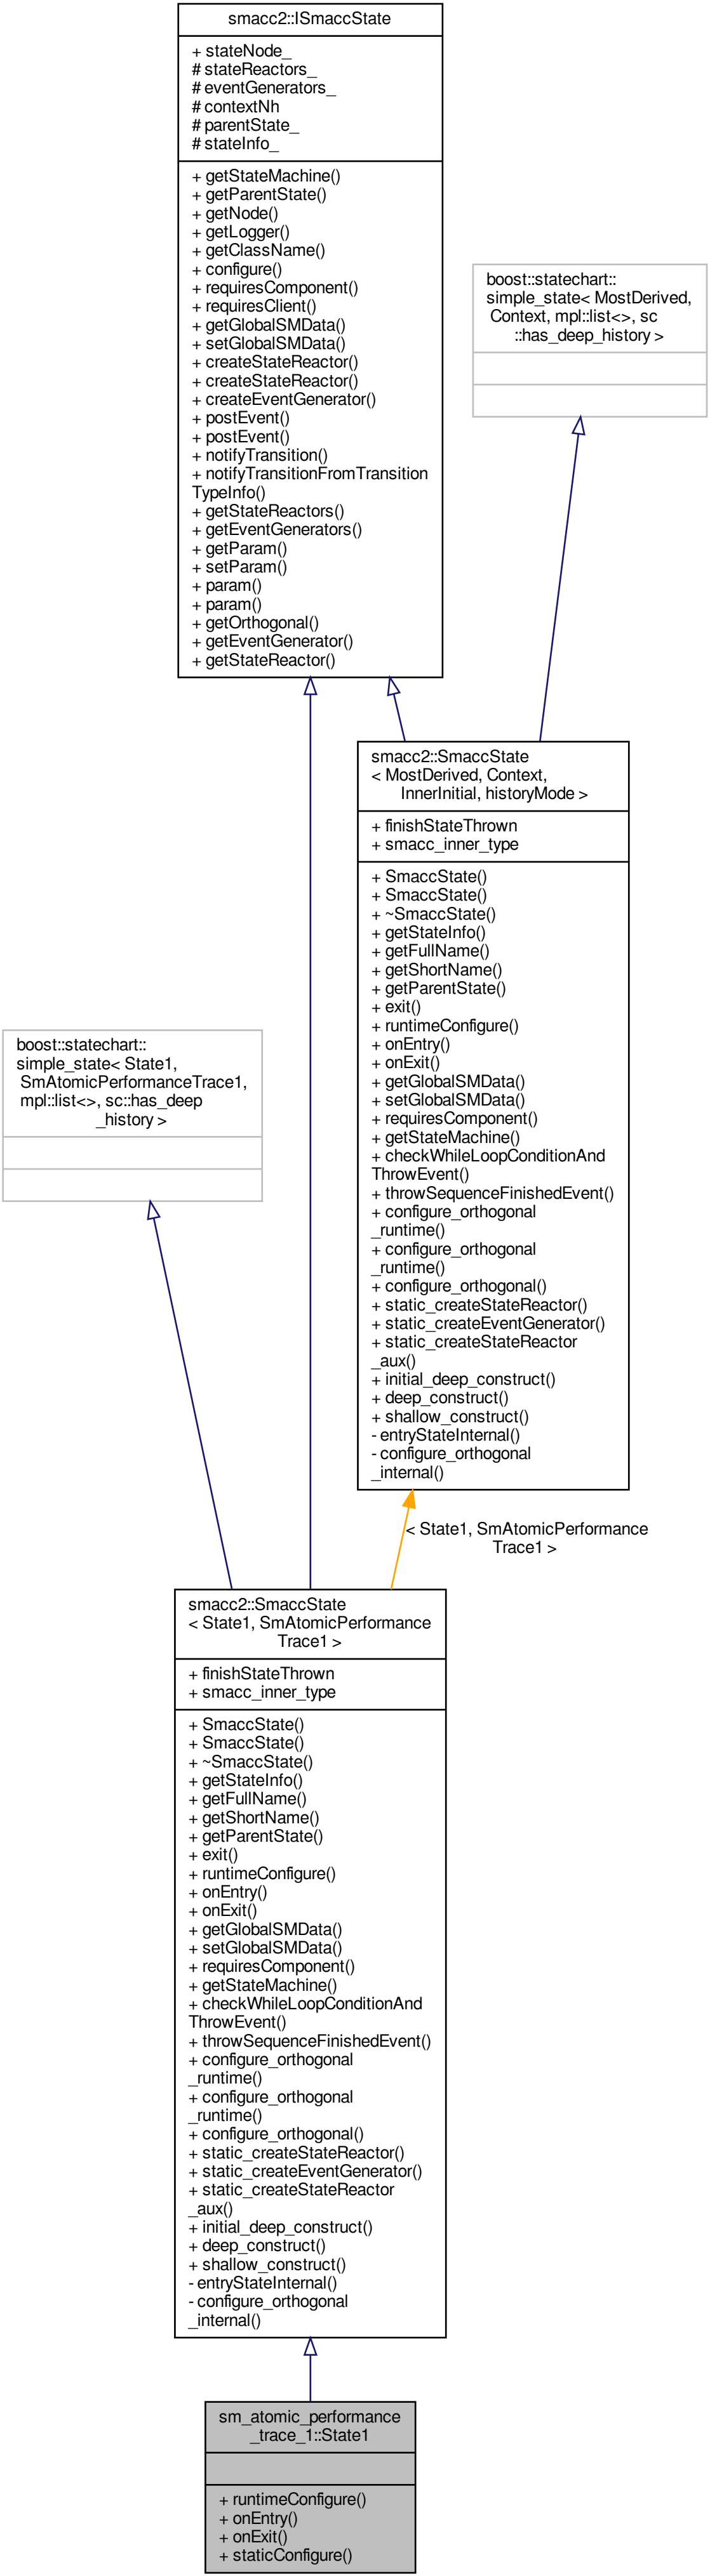 smacc2::ISmaccState
+ stateNode_
# stateReactors_
# eventGenerators_
# contextNh
# parentState_
# stateInfo_
+ getStateMachine()
+ getParentState()
+ getNode()
+ getLogger()
+ getClassName()
+ configure()
+ requiresComponent()
+ requiresClient()
+ getGlobalSMData()
+ setGlobalSMData()
+ createStateReactor()
+ createStateReactor()
+ createEventGenerator()
+ postEvent()
+ postEvent()
+ notifyTransition()
+ notifyTransitionFromTransition
TypeInfo()
+ getStateReactors()
+ getEventGenerators()
+ getParam()
+ setParam()
+ param()
+ param()
+ getOrthogonal()
+ getEventGenerator()
+ getStateReactor()
boost::statechart::
simple_state< MostDerived,
Context, mpl::list<>, sc
::has_deep_history >
smacc2::SmaccState
< MostDerived, Context,
InnerInitial, historyMode >
+ finishStateThrown
+ smacc_inner_type
+ SmaccState()
+ SmaccState()
+ ~SmaccState()
+ getStateInfo()
+ getFullName()
+ getShortName()
+ getParentState()
+ exit()
+ runtimeConfigure()
+ onEntry()
+ onExit()
+ getGlobalSMData()
+ setGlobalSMData()
+ requiresComponent()
+ getStateMachine()
+ checkWhileLoopConditionAnd
ThrowEvent()
+ throwSequenceFinishedEvent()
+ configure_orthogonal
_runtime()
+ configure_orthogonal
_runtime()
+ configure_orthogonal()
+ static_createStateReactor()
+ static_createEventGenerator()
+ static_createStateReactor
_aux()
+ initial_deep_construct()
+ deep_construct()
+ shallow_construct()
- entryStateInternal()
- configure_orthogonal
_internal()
boost::statechart::
simple_state< State1,
SmAtomicPerformanceTrace1,
mpl::list<>, sc::has_deep
_history >
< State1, SmAtomicPerformance
Trace1 >
smacc2::SmaccState
< State1, SmAtomicPerformance
Trace1 >
+ finishStateThrown
+ smacc_inner_type
+ SmaccState()
+ SmaccState()
+ ~SmaccState()
+ getStateInfo()
+ getFullName()
+ getShortName()
+ getParentState()
+ exit()
+ runtimeConfigure()
+ onEntry()
+ onExit()
+ getGlobalSMData()
+ setGlobalSMData()
+ requiresComponent()
+ getStateMachine()
+ checkWhileLoopConditionAnd
ThrowEvent()
+ throwSequenceFinishedEvent()
+ configure_orthogonal
_runtime()
+ configure_orthogonal
_runtime()
+ configure_orthogonal()
+ static_createStateReactor()
+ static_createEventGenerator()
+ static_createStateReactor
_aux()
+ initial_deep_construct()
+ deep_construct()
+ shallow_construct()
- entryStateInternal()
- configure_orthogonal
_internal()
sm_atomic_performance
_trace_1::State1
+ runtimeConfigure()
+ onEntry()
+ onExit()
+ staticConfigure()